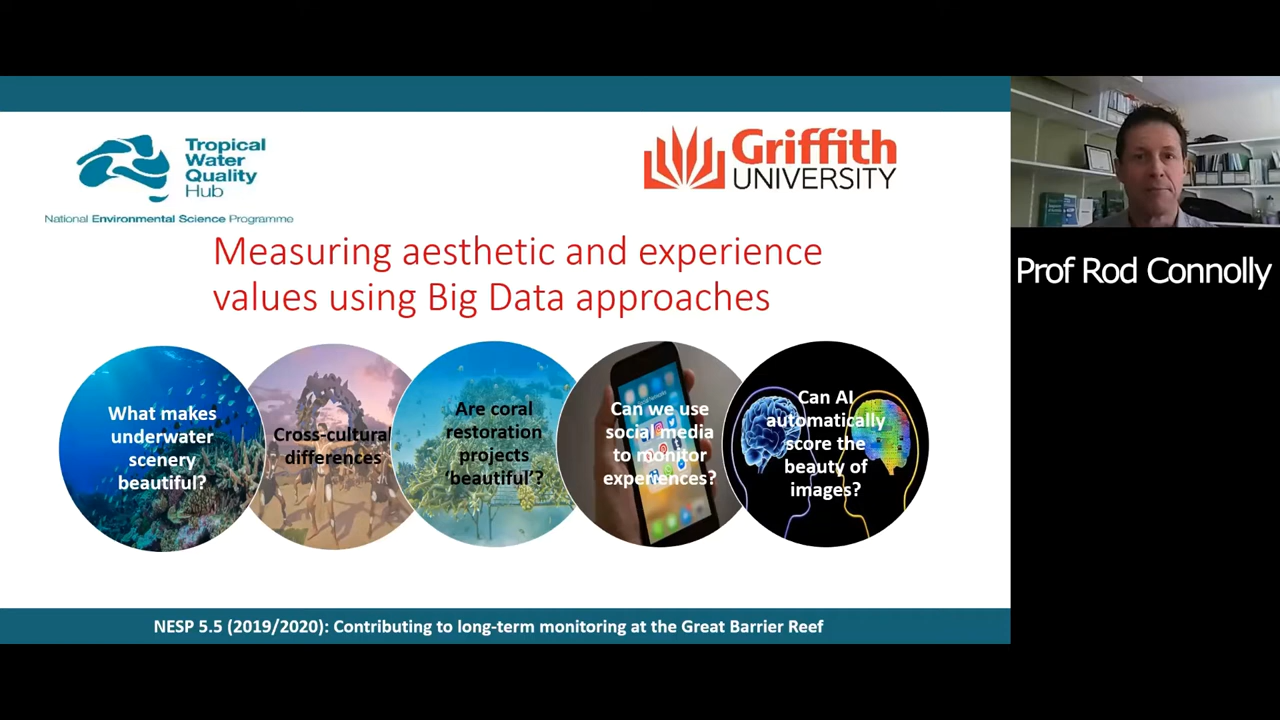 Tropical
Water
Quality
Hub
National Environmental Science Programme
Griffith
UNIVERSITY
Measuring aesthetic and experience
values using Big Data approaches
What makes
underwater
scenery
beautiful?
Cross-cultural
differences
Are coral
restoration
projects
'beautiful'?
Can we use
social media
to monitor
experiences?
Can AI
automatically
score the
beauty of
images?
NESP 5.5 (2019/2020): Contributing to long-term monitoring at the Great Barrier Reef
Prof Rod Connolly